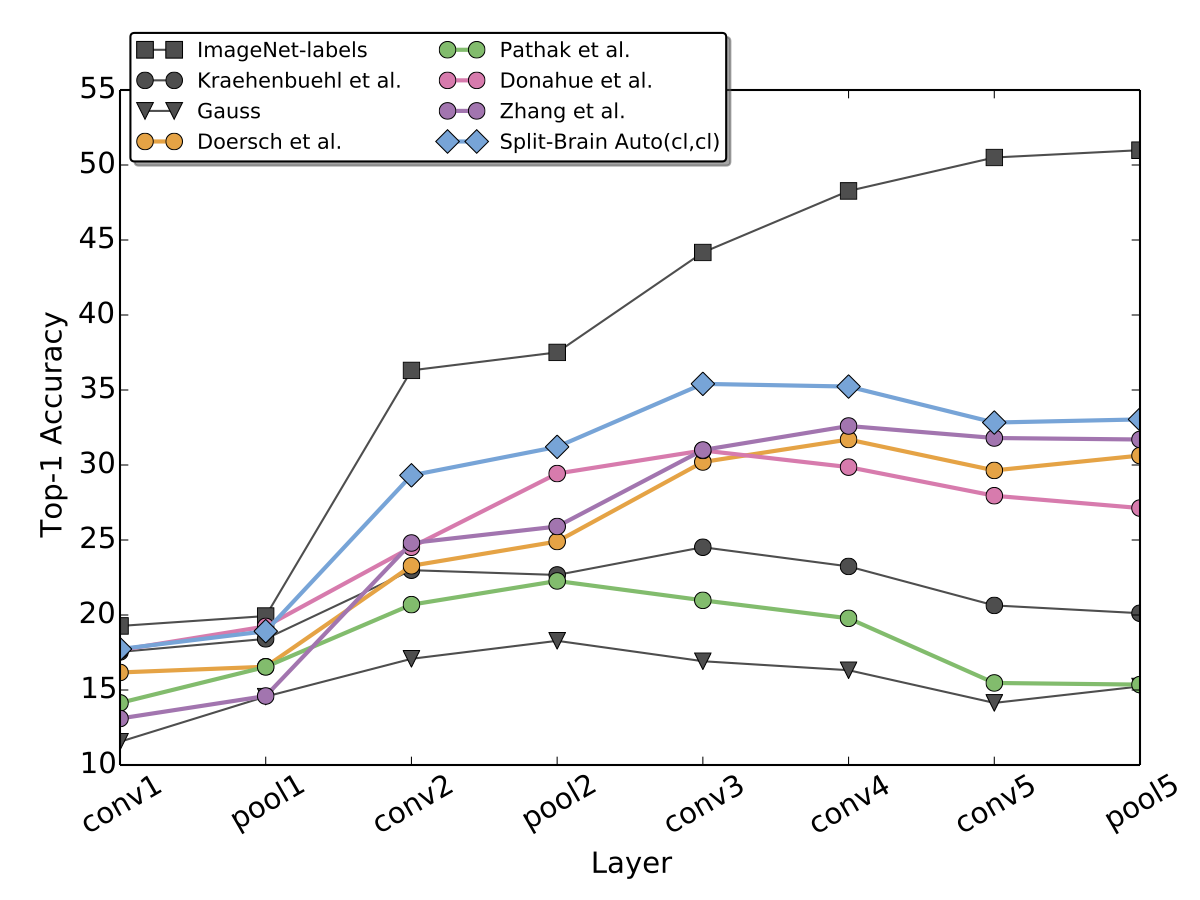 ImageNet-labels
Kraehenbuehl et al.
Gauss
Doersch et al.
Pathak et al.
Donahue et al.
Zhang et al.
Split-Brain Auto(cl,cl)
55
50
45
40
35
30
25
20
15
10
Top-1 Accuracy
conv1 pool1 conv2 pool2 conv3 conv4 conv5 pool5
Layer